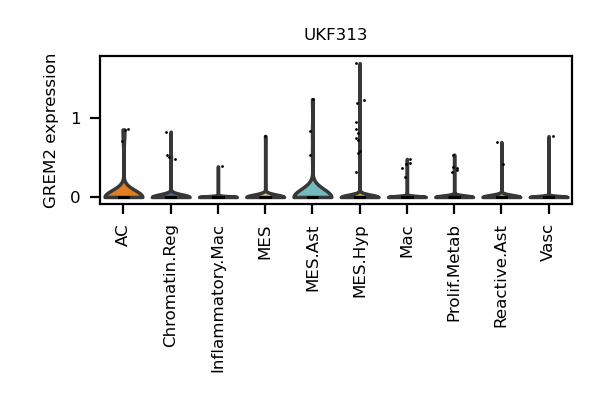 UKF313
GREM2 expression
1
0
AC
Chromatin.Reg
Inflammatory.Mac
MES
MES.Ast
MES.Hyp
Mac
Prolif.Metab
Reactive.Ast
Vasc